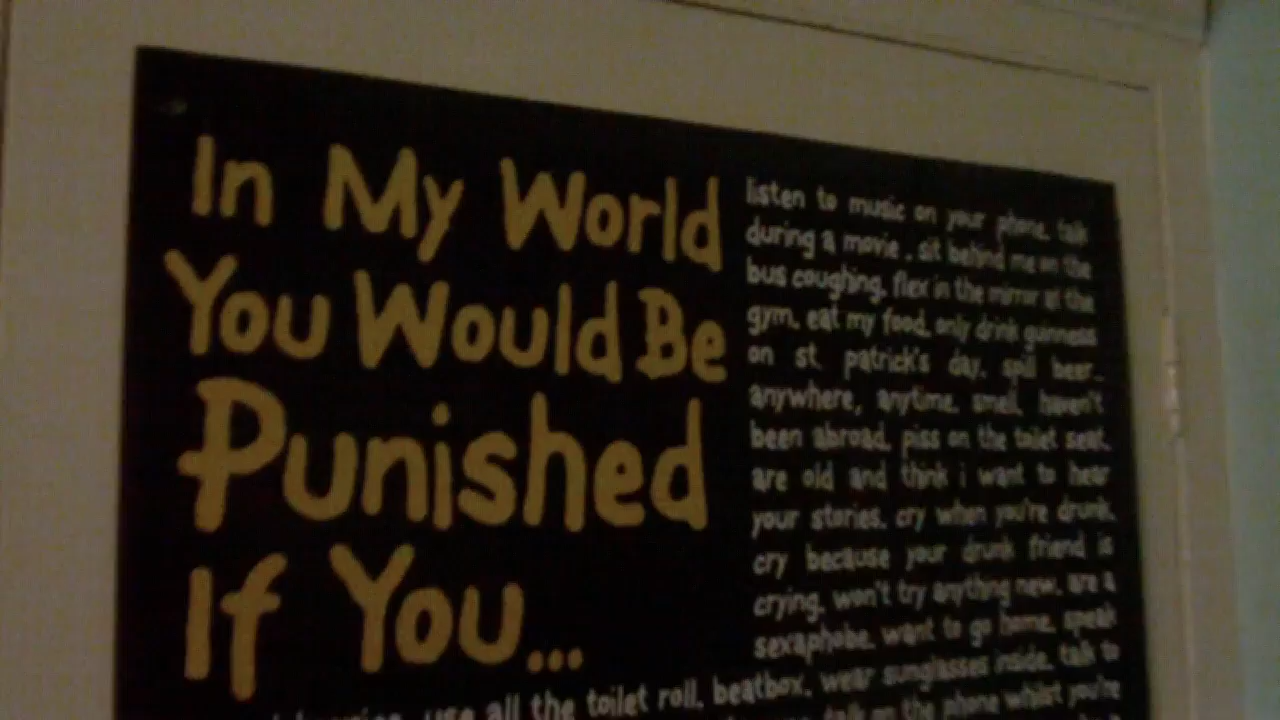 In My World
You Would Be
Punished
If You...
listen to music on your phone, talk
during a movie, sit behind me on the
bus coughing, flex in the mirror at the
gym, eat my food, only drink guinness
on st. patrick's day, spil beer..
anywhere, anytime, smell, haven't
been abroad, piss on the toilet seat,
are old and think i want to hear
your stories, cry when you're drunk,
cry because your drunk friend is
crying, won't try anything new, are a
sexaphobe, want to go home, speak
use all the toilet roll, beatbox, wear sunglasses inside, talk to
talk on the phone whilst you're